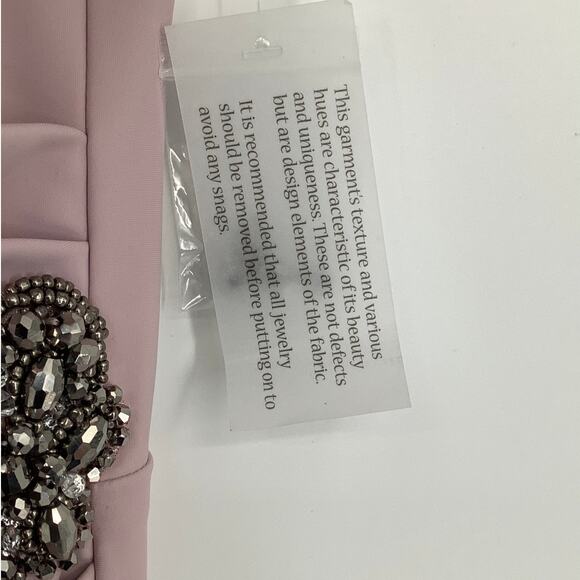 This garment's texture and various
hues are characteristic of its beauty
and uniqueness. These are not defects
but are design elements of the fabric.
It is recommended that all jewelry
should be removed before putting on to
avoid any snags.